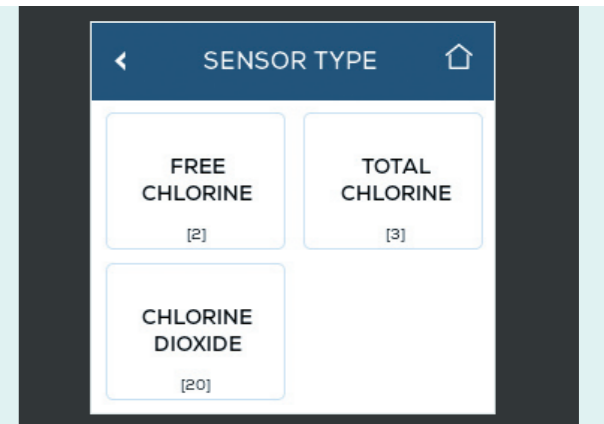 SENSOR TYPE
FREE
CHLORINE
[2]
TOTAL
CHLORINE
[3]
CHLORINE
DIOXIDE
[20]